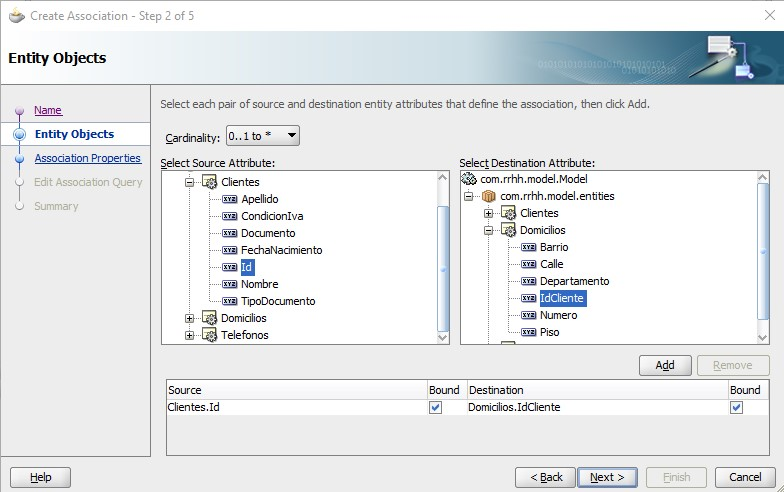 Create Association - Step 2 of 5
Entity Objects
Name
Entity Objects
Association Properties
Edit Association Query
Summary
Select each pair of source and destination entity attributes that define the association, then click Add.
Cardinality: 0..1 to *
Select Source Attribute:
Clientes
Apellido
CondicionIva
Documento
FechaNacimiento
Id
Nombre
TipoDocumento
Domicilios
Telefonos
Select Destination Attribute:
com.rrhh.model.Model
com.rrhh.model.entities
Clientes
Domicilios
Barrio
Calle
Departamento
IdCliente
Numero
Piso
Add Remove
Source Bound Destination Bound
Clientes.Id Domicilios.IdCliente
Help < Back Next > Finish Cancel